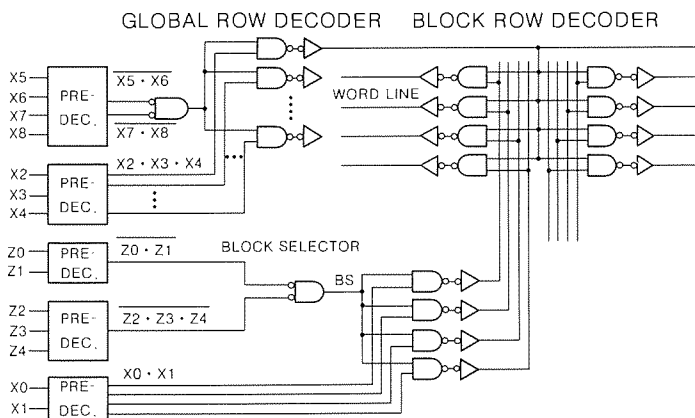 GLOBAL ROW DECODER BLOCK ROW DECODER
X5
X6
X7
X8
PRE-
DEC.
X5・X6
X7・X8
WORD LINE
X2
X3
X4
PRE-
DEC.
X2・X3・X4
Z0
Z1
PRE-
DEC.
Z0・Z1
BLOCK SELECTOR
BS
Z2
Z3
Z4
PRE-
DEC.
Z2・Z3・Z4
X0
X1
PRE-
DEC.
X0・X1